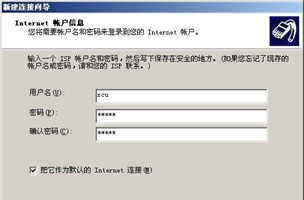 新建连接向导
Internet 帐户信息
您将需要帐户名和密码来登录到您的 Internet 帐户。
输入一个 ISP 帐户名和密码，然后写下保存在安全的地方。(如果您忘记了现存的
帐户名或密码，请和您的 ISP 联系。)
用户名(U)：
scu
密码(P)：
*****
确认密码(C)：
*****
把它作为默认的 Internet 连接(M)